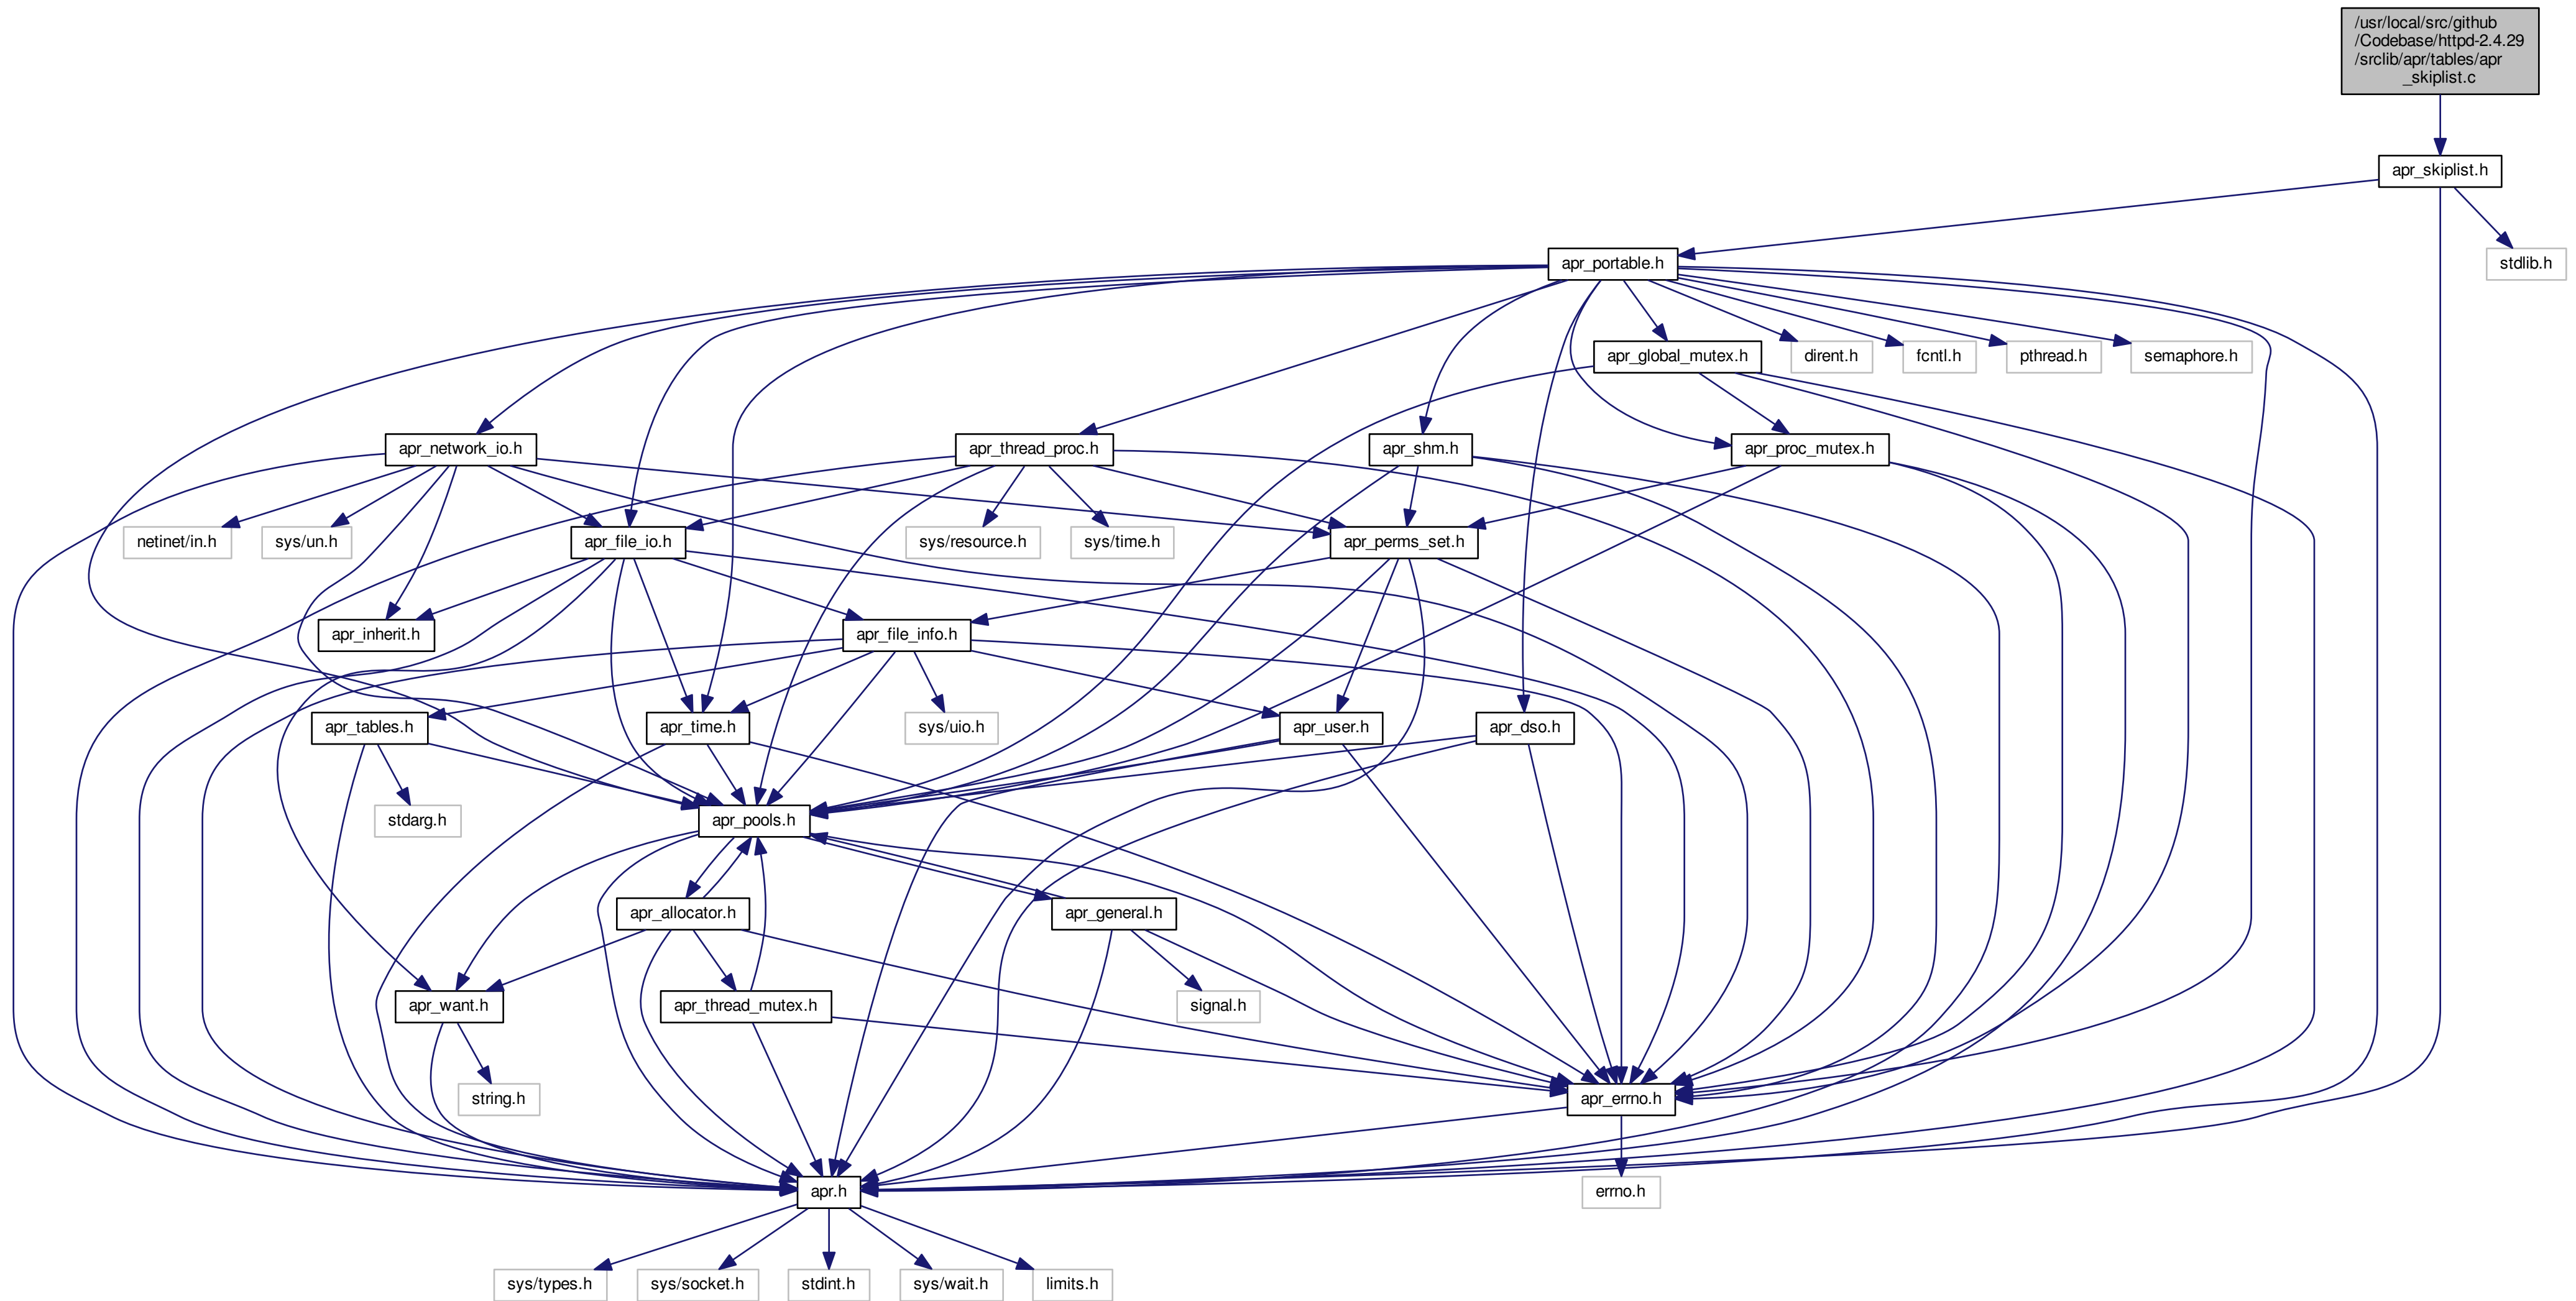 /usr/local/src/github
/Codebase/httpd-2.4.29
/srclib/apr/tables/apr
_skiplist.c
apr_skiplist.h
apr_portable.h
stdlib.h
apr_global_mutex.h
dirent.h
fcntl.h
pthread.h
semaphore.h
apr_network_io.h
apr_thread_proc.h
apr_shm.h
apr_proc_mutex.h
netinet/in.h
sys/un.h
apr_file_io.h
sys/resource.h
sys/time.h
apr_perms_set.h
apr_inherit.h
apr_file_info.h
apr_tables.h
apr_time.h
sys/uio.h
apr_user.h
apr_dso.h
stdarg.h
apr_pools.h
apr_allocator.h
apr_general.h
apr_want.h
apr_thread_mutex.h
signal.h
string.h
apr_errno.h
apr.h
errno.h
sys/types.h
sys/socket.h
stdint.h
sys/wait.h
limits.h